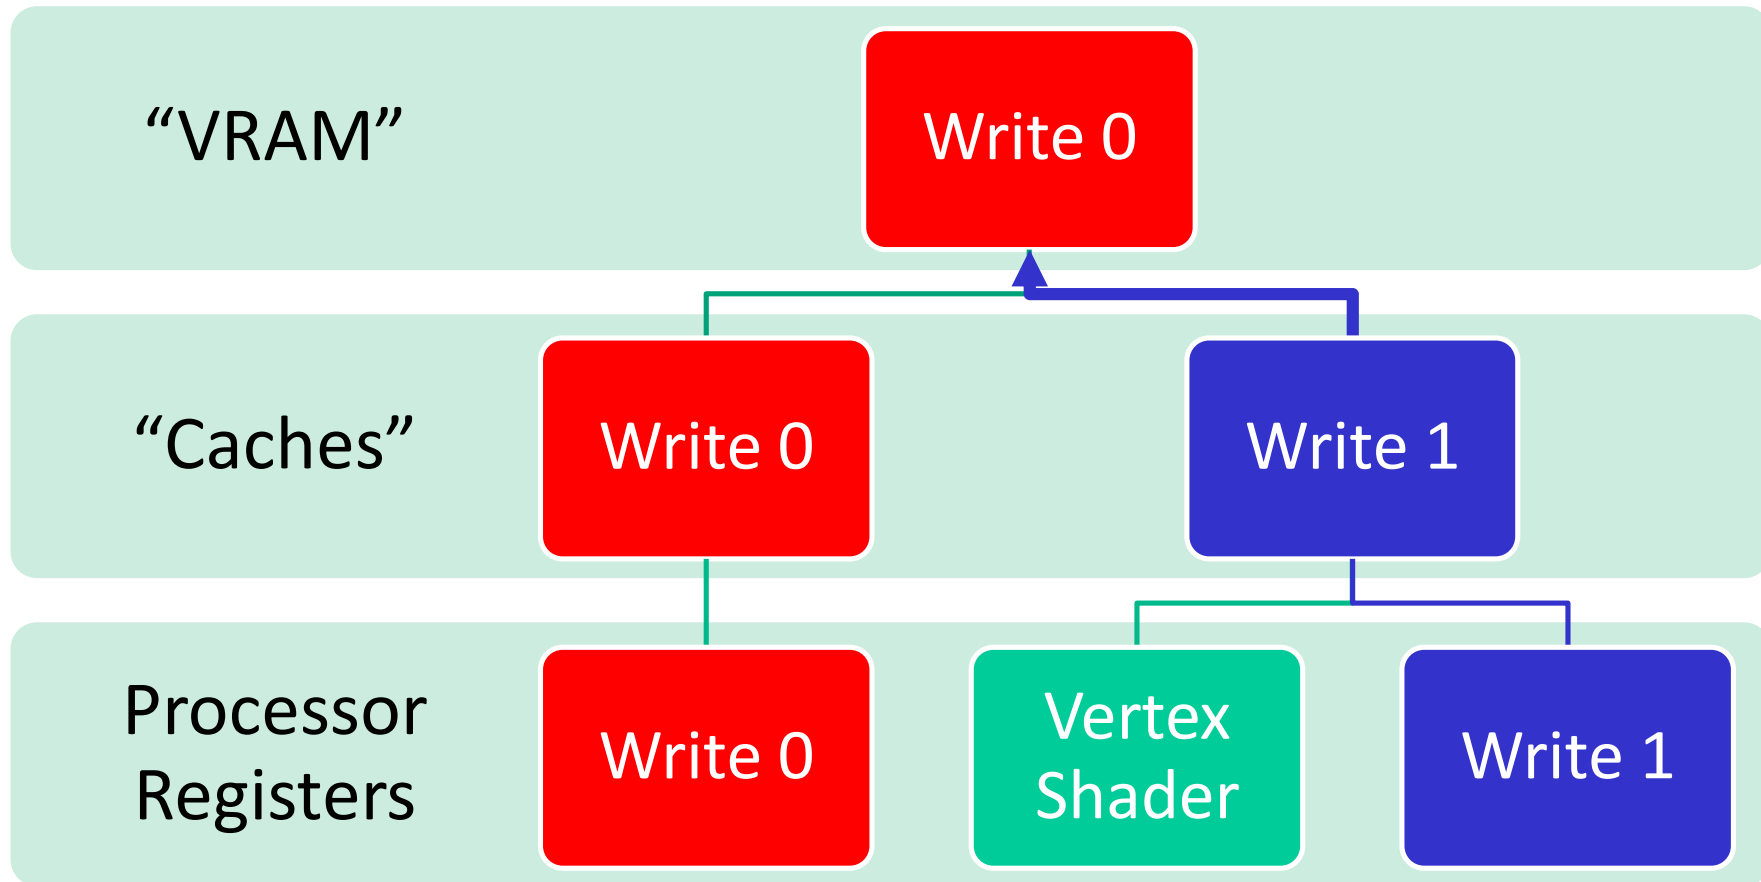 “VRAM”
Write 0
“Caches”
Write 0
Write 1
Processor
Registers
Write 0
Vertex
Shader
Write 1